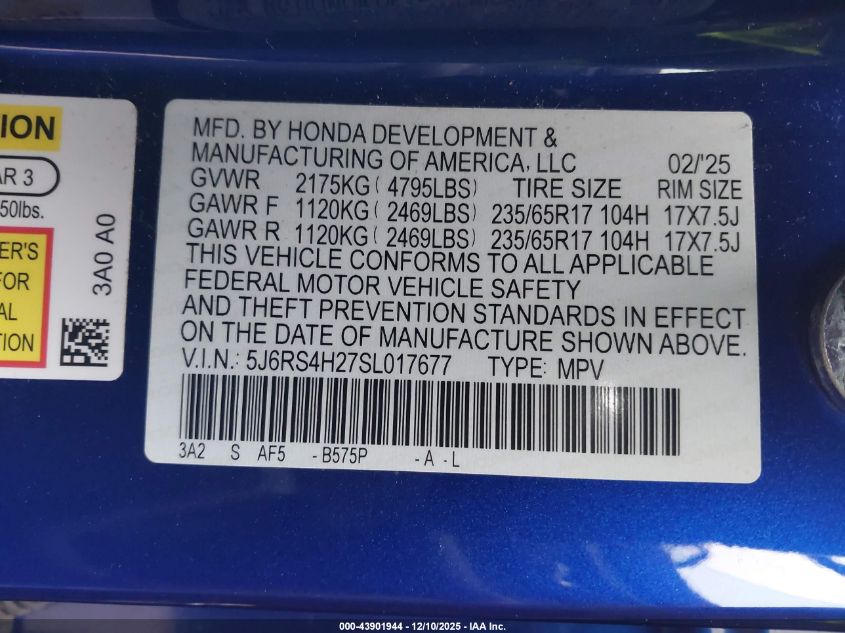 TION
AR 3
50lbs.
ER'S
FOR
AL
TION
3A0 A0
MFD. BY HONDA DEVELOPMENT &
MANUFACTURING OF AMERICA, LLC 02/'25
GVWR 2175KG ( 4795LBS) TIRE SIZE RIM SIZE
GAWR F 1120KG ( 2469LBS) 235/65R17 104H 17X7.5J
GAWR R 1120KG ( 2469LBS) 235/65R17 104H 17X7.5J
THIS VEHICLE CONFORMS TO ALL APPLICABLE
FEDERAL MOTOR VEHICLE SAFETY
AND THEFT PREVENTION STANDARDS IN EFFECT
ON THE DATE OF MANUFACTURE SHOWN ABOVE.
V.I.N.: 5J6RS4H27SL017677 TYPE: MPV
3A2 S AF5 -B575P -A -L
000-43901944 - 12/10/2025 - IAA Inc.